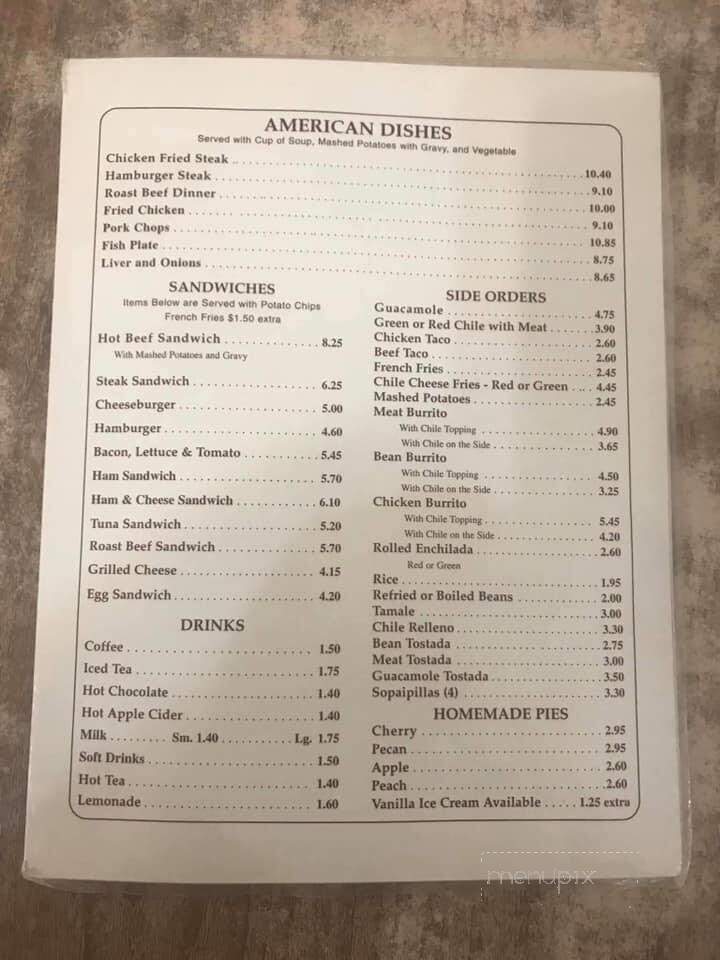 AMERICAN DISHES
Served with Cup of Soup, Mashed Potatoes with Gravy, and Vegetable
Chicken Fried Steak 10.40
Hamburger Steak 9.10
Roast Beef Dinner 10.00
Fried Chicken 9.10
Pork Chops 10.85
Fish Plate 8.75
Liver and Onions 8.65
SANDWICHES
Items Below are Served with Potato Chips
French Fries $1.50 extra
Hot Beef Sandwich 8.25
With Mashed Potatoes and Gravy
Steak Sandwich 6.25
Cheeseburger 5.00
Hamburger 4.60
Bacon, Lettuce & Tomato 5.45
Ham Sandwich 5.70
Ham & Cheese Sandwich 6.10
Tuna Sandwich 5.20
Roast Beef Sandwich 5.70
Grilled Cheese 4.15
Egg Sandwich 4.20
DRINKS
Coffee 1.50
Iced Tea 1.75
Hot Chocolate 1.40
Hot Apple Cider 1.40
Milk Sm. 1.40 Lg. 1.75
Soft Drinks 1.50
Hot Tea 1.40
Lemonade 1.60
SIDE ORDERS
Guacamole 4.75
Green or Red Chile with Meat 3.90
Chicken Taco 2.60
Beef Taco 2.60
French Fries 2.45
Chile Cheese Fries - Red or Green 4.45
Mashed Potatoes 2.45
Meat Burrito
With Chile Topping 4.90
With Chile on the Side 3.65
Bean Burrito
With Chile Topping 4.50
With Chile on the Side 3.25
Chicken Burrito
With Chile Topping 5.45
With Chile on the Side 4.20
Rolled Enchilada 2.60
Red or Green
Rice 1.95
Refried or Boiled Beans 2.00
Tamale 3.00
Chile Relleno 3.30
Bean Tostada 2.75
Meat Tostada 3.00
Guacamole Tostada 3.50
Sopaipillas (4) 3.30
HOMEMADE PIES
Cherry 2.95
Pecan 2.95
Apple 2.60
Peach 2.60
Vanilla Ice Cream Available 1.25 extra
menupix